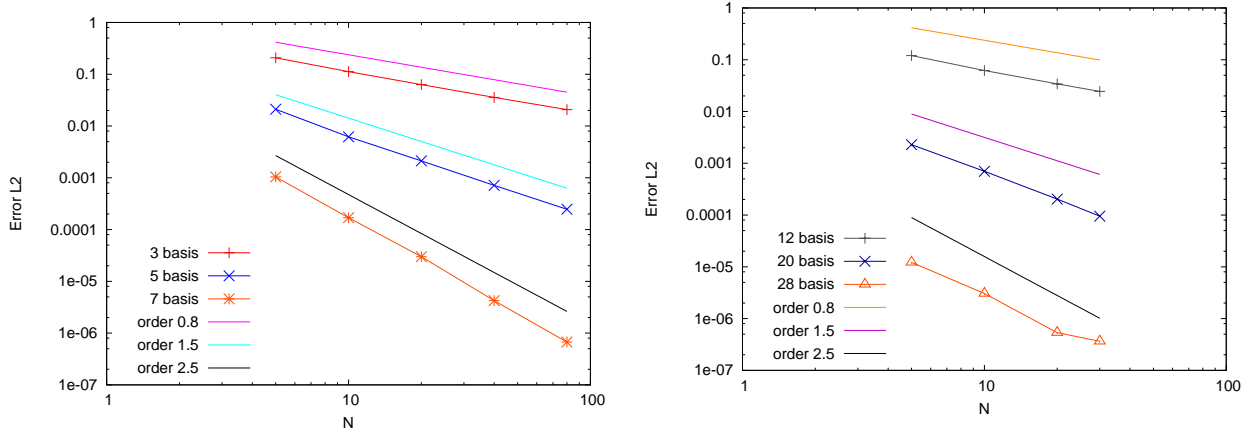 1
0.1
0.01
0.001
0.0001
1e-05
1e-06
1e-07
1
10
100
Error L2
N
3 basis
5 basis
7 basis
order 0.8
order 1.5
order 2.5
1
0.1
0.01
0.001
0.0001
1e-05
1e-06
1e-07
1
10
100
Error L2
N
12 basis
20 basis
28 basis
order 0.8
order 1.5
order 2.5